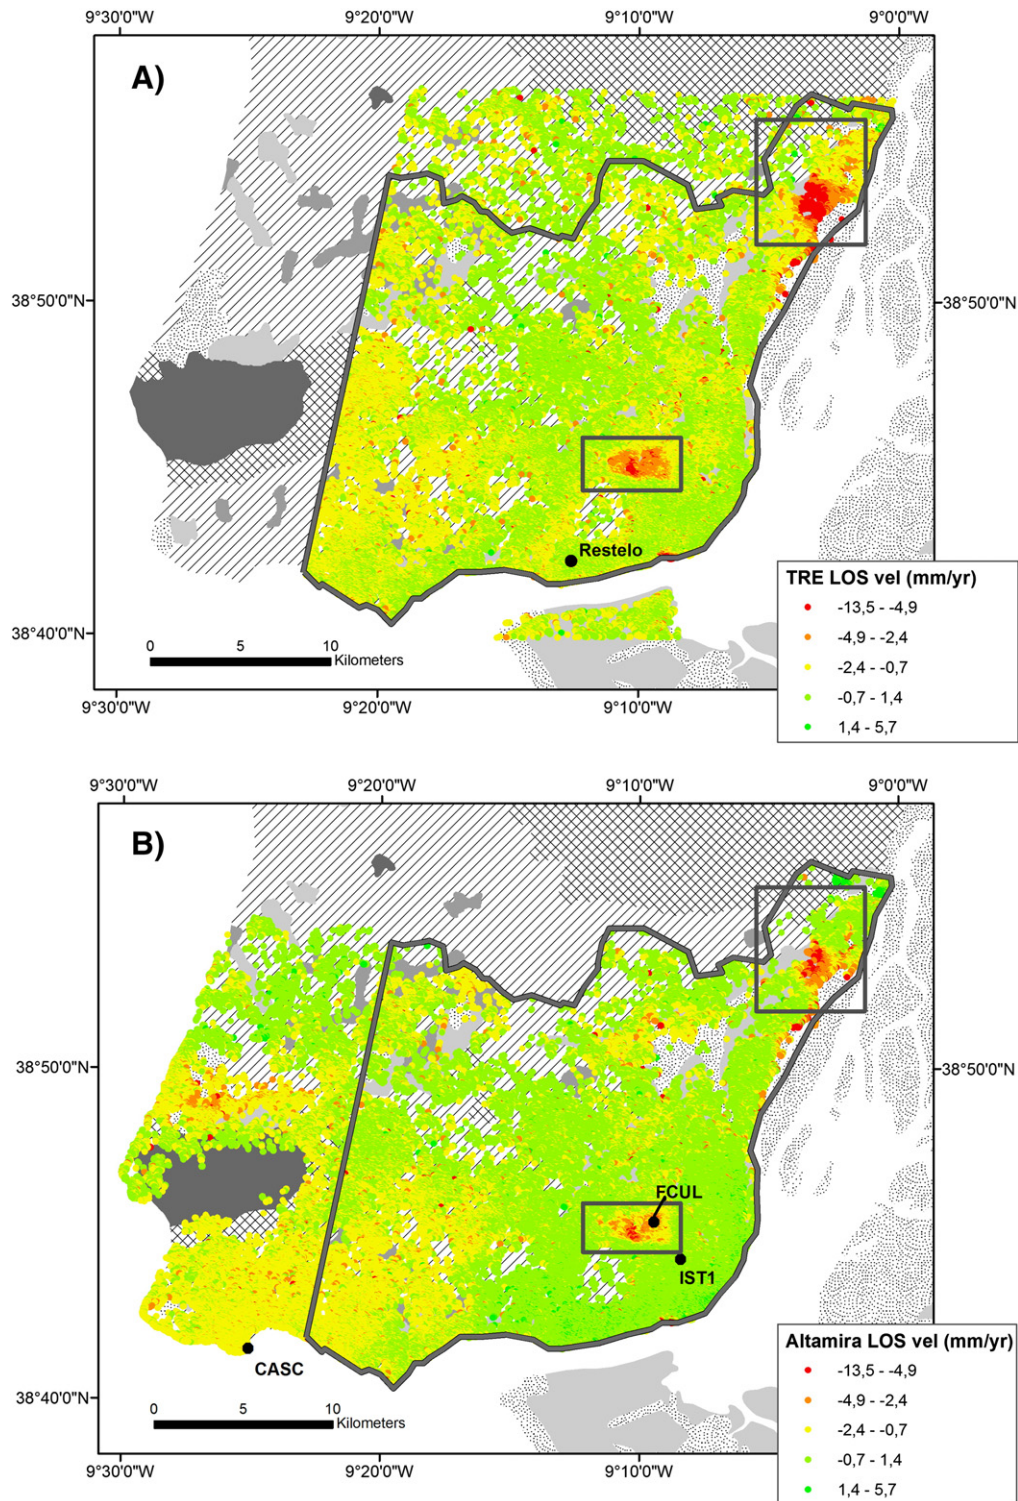 9°30'0"W 9°20'0"W 9°10'0"W 9°0'0"W
A)
38°50'0"N 38°50'0"N
Restelo
TRE LOS vel (mm/yr)
-13,5 - -4,9
-4,9 - -2,4
-2,4 - -0,7
-0,7 - 1,4
1,4 - 5,7
38°40'0"N
0 5 10
Kilometers
9°30'0"W 9°20'0"W 9°10'0"W
9°30'0"W 9°20'0"W 9°10'0"W 9°0'0"W
B)
38°50'0"N 38°50'0"N
FCUL
IST1
CASC
Altamira LOS vel (mm/yr)
-13,5 - -4,9
-4,9 - -2,4
-2,4 - -0,7
-0,7 - 1,4
1,4 - 5,7
38°40'0"N
0 5 10
Kilometers
9°30'0"W 9°20'0"W 9°10'0"W